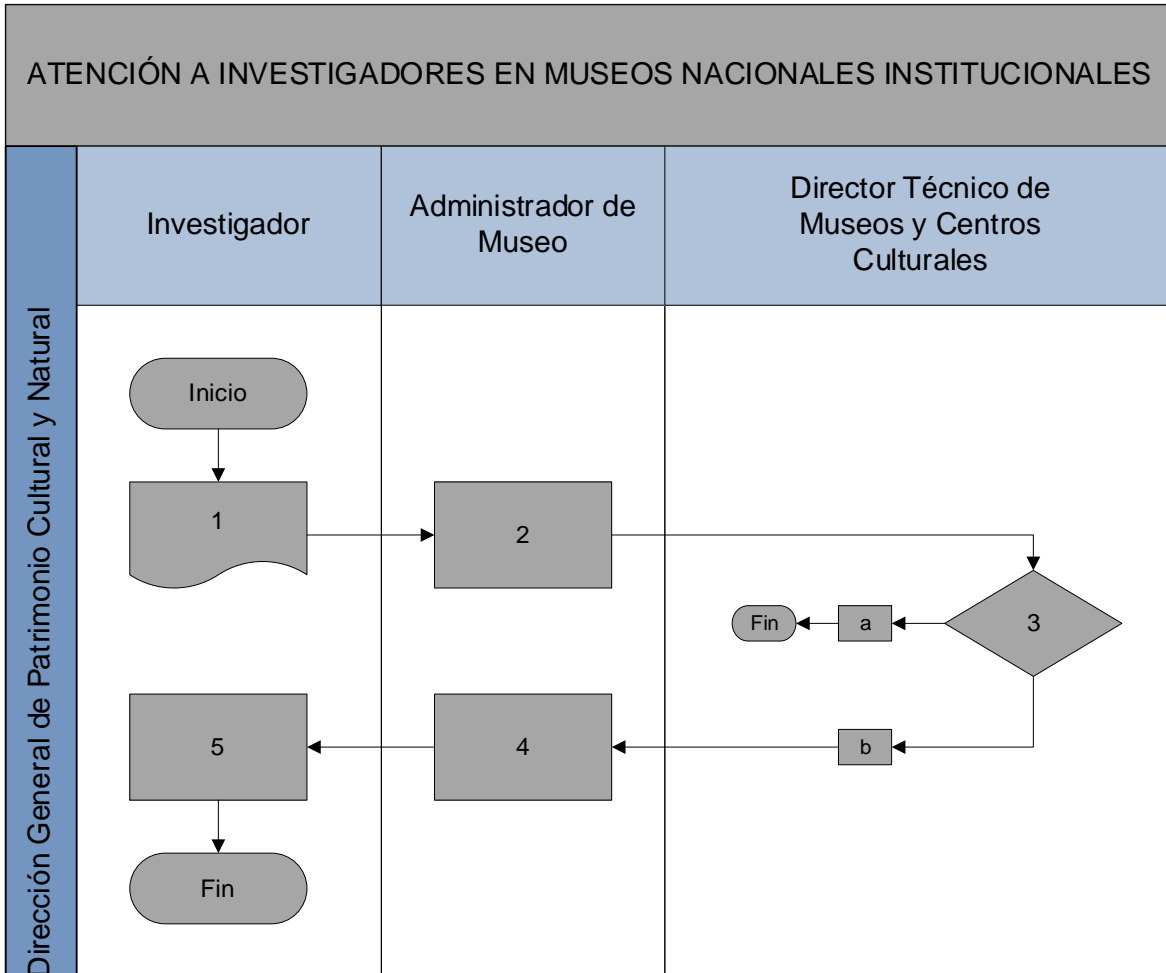 ATENCIÓN A INVESTIGADORES EN MUSEOS NACIONALES INSTITUCIONALES
Dirección General de Patrimonio Cultural y Natural
Investigador
Administrador de
Museo
Director Técnico de
Museos y Centros
Culturales
Inicio
1
2
3
a
Fin
b
4
5
Fin